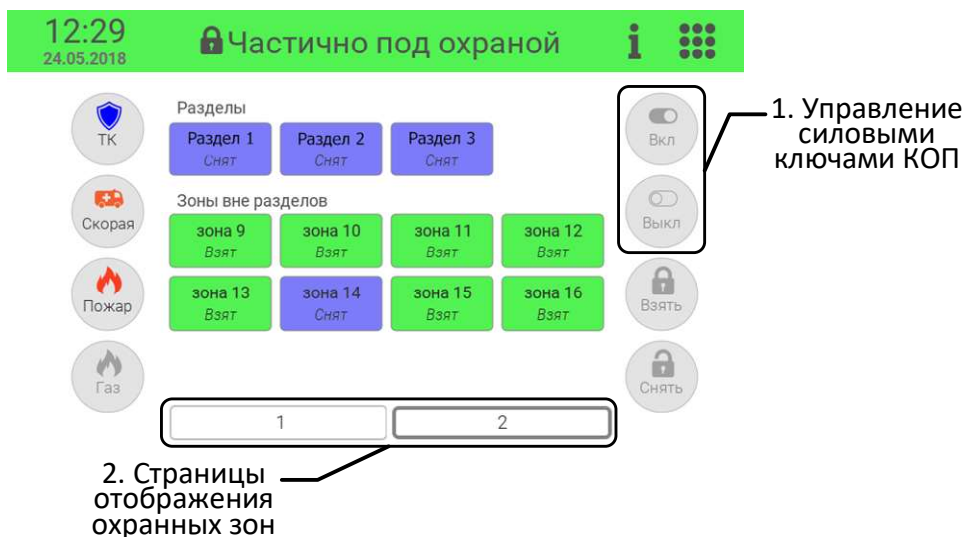 12:29
24.05.2018
Частично под охраной
i
ТК
Скорая
Пожар
Газ
Разделы
Раздел 1
Снят
Раздел 2
Снят
Раздел 3
Снят
Зоны вне разделов
зона 9
Взят
зона 10
Взят
зона 11
Взят
зона 12
Взят
зона 13
Взят
зона 14
Снят
зона 15
Взят
зона 16
Взят
1
2
Вкл
Выкл
Взять
Снять
1. Управление
силовыми
ключами КОП
2. Страницы
отображения
охранных зон